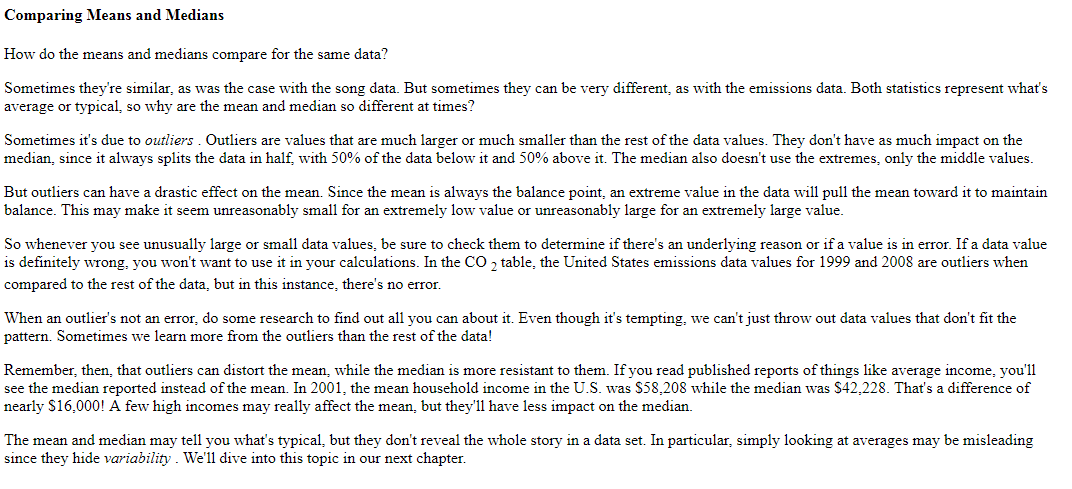 Comparing Means and Medians
How do the means and medians compare for the same data?
Sometimes they're similar, as was the case with the song data. But sometimes they can be very different, as with the emissions data. Both statistics represent what's
average or typical, so why are the mean and median so different at times?
Sometimes it's due to outliers . Outliers are values that are much larger or much smaller than the rest of the data values. They don't have as much impact on the
median, since it always splits the data in half, with 50% of the data below it and 50% above it. The median also doesn't use the extremes, only the middle values.
But outliers can have a drastic effect on the mean. Since the mean is always the balance point, an extreme value in the data will pull the mean toward it to maintain
balance. This may make it seem unreasonably small for an extremely low value or unreasonably large for an extremely large value.
So whenever you see unusually large or small data values, be sure to check them to determine if there's an underlying reason or if a value is in error. If a data value
is definitely wrong, you won't want to use it in your calculations. In the CO 2 table, the United States emissions data values for 1999 and 2008 are outliers when
compared to the rest of the data, but in this instance, there's no error.
When an outlier's not an error, do some research to find out all you can about it. Even though it's tempting, we can't just throw out data values that don't fit the
pattern. Sometimes we learn more from the outliers than the rest of the data!
Remember, then, that outliers can distort the mean, while the median is more resistant to them. If you read published reports of things like average income, you'll
see the median reported instead of the mean. In 2001, the mean household income in the U.S. was $58,208 while the median was $42,228. That's a difference of
nearly $16,000! A few high incomes may really affect the mean, but they'll have less impact on the median.
The mean and median may tell you what's typical, but they don't reveal the whole story in a data set. In particular, simply looking at averages may be misleading
since they hide variability . We'll dive into this topic in our next chapter.